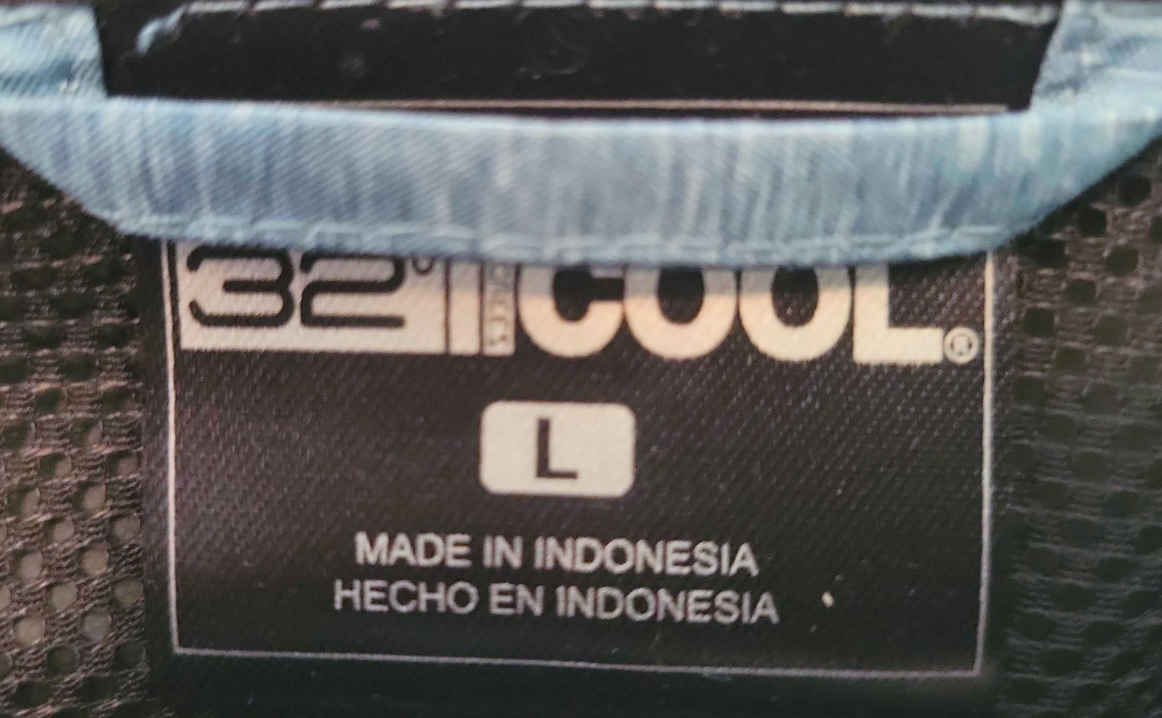 32° COOL®
L
MADE IN INDONESIA
HECHO EN INDONESIA